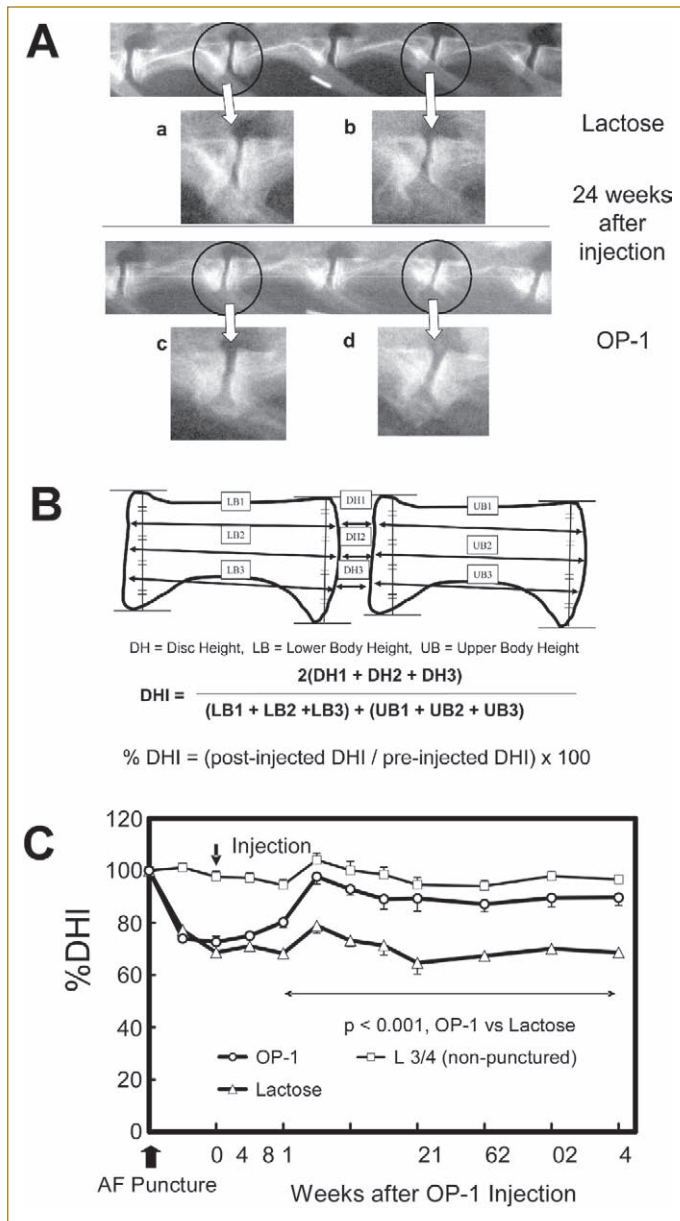 A
a
b
Lactose
24 weeks
after
injection
c
d
OP-1
B
LB1
DH1
UB1
LB2
DH2
UB2
LB3
DH3
UB3
DH = Disc Height, LB = Lower Body Height, UB = Upper Body Height
2(DH1 + DH2 + DH3)
DHI =
(LB1 + LB2 +LB3) + (UB1 + UB2 + UB3)
% DHI = (post-injected DHI / pre-injected DHI) x 100
C
120
Injection
100
80
%DHI
60
p < 0.001, OP-1 vs Lactose
40
OP-1
L 3/4 (non-punctured)
20
Lactose
0
0 4 8 1 21 62 02 4
AF Puncture
Weeks after OP-1 Injection